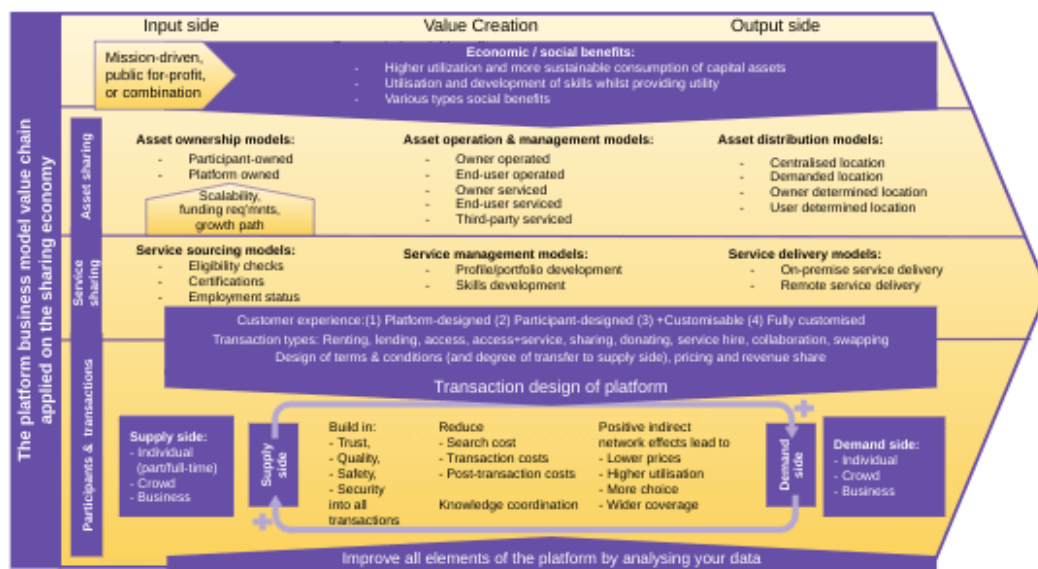 The platform business model value chain
applied on the sharing economy
Input side
Value Creation
Output side
Mission-driven,
public for-profit,
or combination
Economic / social benefits:
- Higher utilization and more sustainable consumption of capital assets
- Utilisation and development of skills whilst providing utility
- Various types social benefits
Asset sharing
Asset ownership models:
- Participant-owned
- Platform owned
Scalability,
funding req'mnts,
growth path
Asset operation & management models:
- Owner operated
- End-user operated
- Owner serviced
- End-user serviced
- Third-party serviced
Asset distribution models:
- Centralised location
- Demanded location
- Owner determined location
- User determined location
Service
sharing
Service sourcing models:
- Eligibility checks
- Certifications
- Employment status
Service management models:
- Profile/portfolio development
- Skills development
Service delivery models:
- On-premise service delivery
- Remote service delivery
Customer experience:(1) Platform-designed (2) Participant-designed (3) +Customisable (4) Fully customised
Transaction types: Renting, lending, access, access+service, sharing, donating, service hire, collaboration, swapping
Design of terms & conditions (and degree of transfer to supply side), pricing and revenue share
Transaction design of platform
Participants & transactions
Supply side:
- Individual
(part/full-time)
- Crowd
- Business
Supply
side
Build in:
- Trust,
- Quality,
- Safety,
- Security
into all
transactions
Reduce
- Search cost
- Transaction costs
- Post-transaction costs
Knowledge coordination
Positive indirect
network effects lead to
- Lower prices
- Higher utilisation
- More choice
- Wider coverage
Demand
side
Demand side:
- Individual
- Crowd
- Business
Improve all elements of the platform by analysing your data